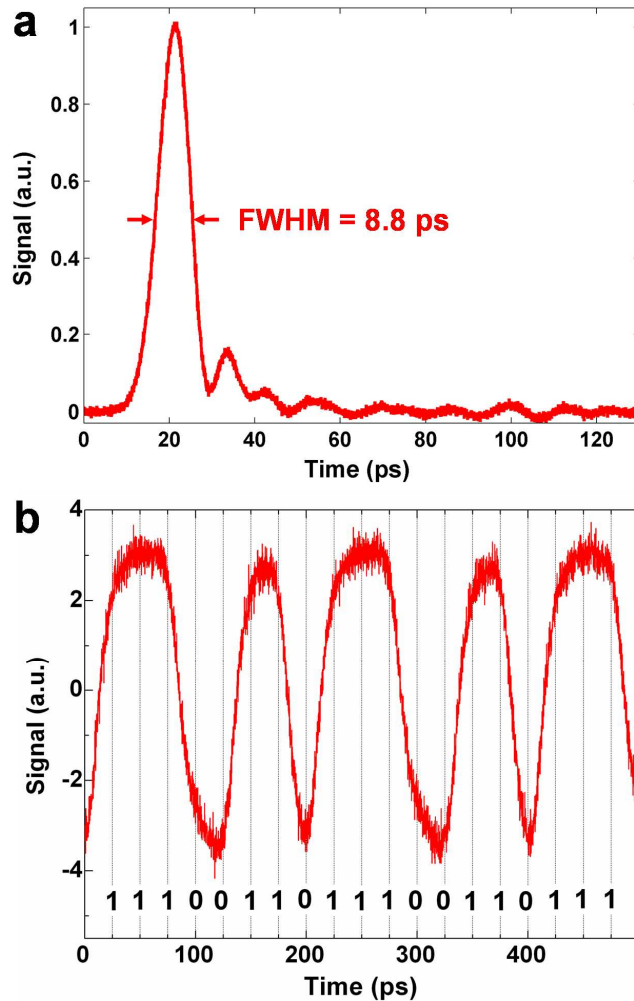 a
1
0.8
0.6
0.4
0.2
0
Signal (a.u.)
FWHM = 8.8 ps
0 20 40 60 80 100 120
Time (ps)
b
4
2
0
-2
-4
Signal (a.u.)
1 1 1 0 0 1 1 0 1 1 1 0 0 1 1 0 1 1 1
0 100 200 300 400
Time (ps)